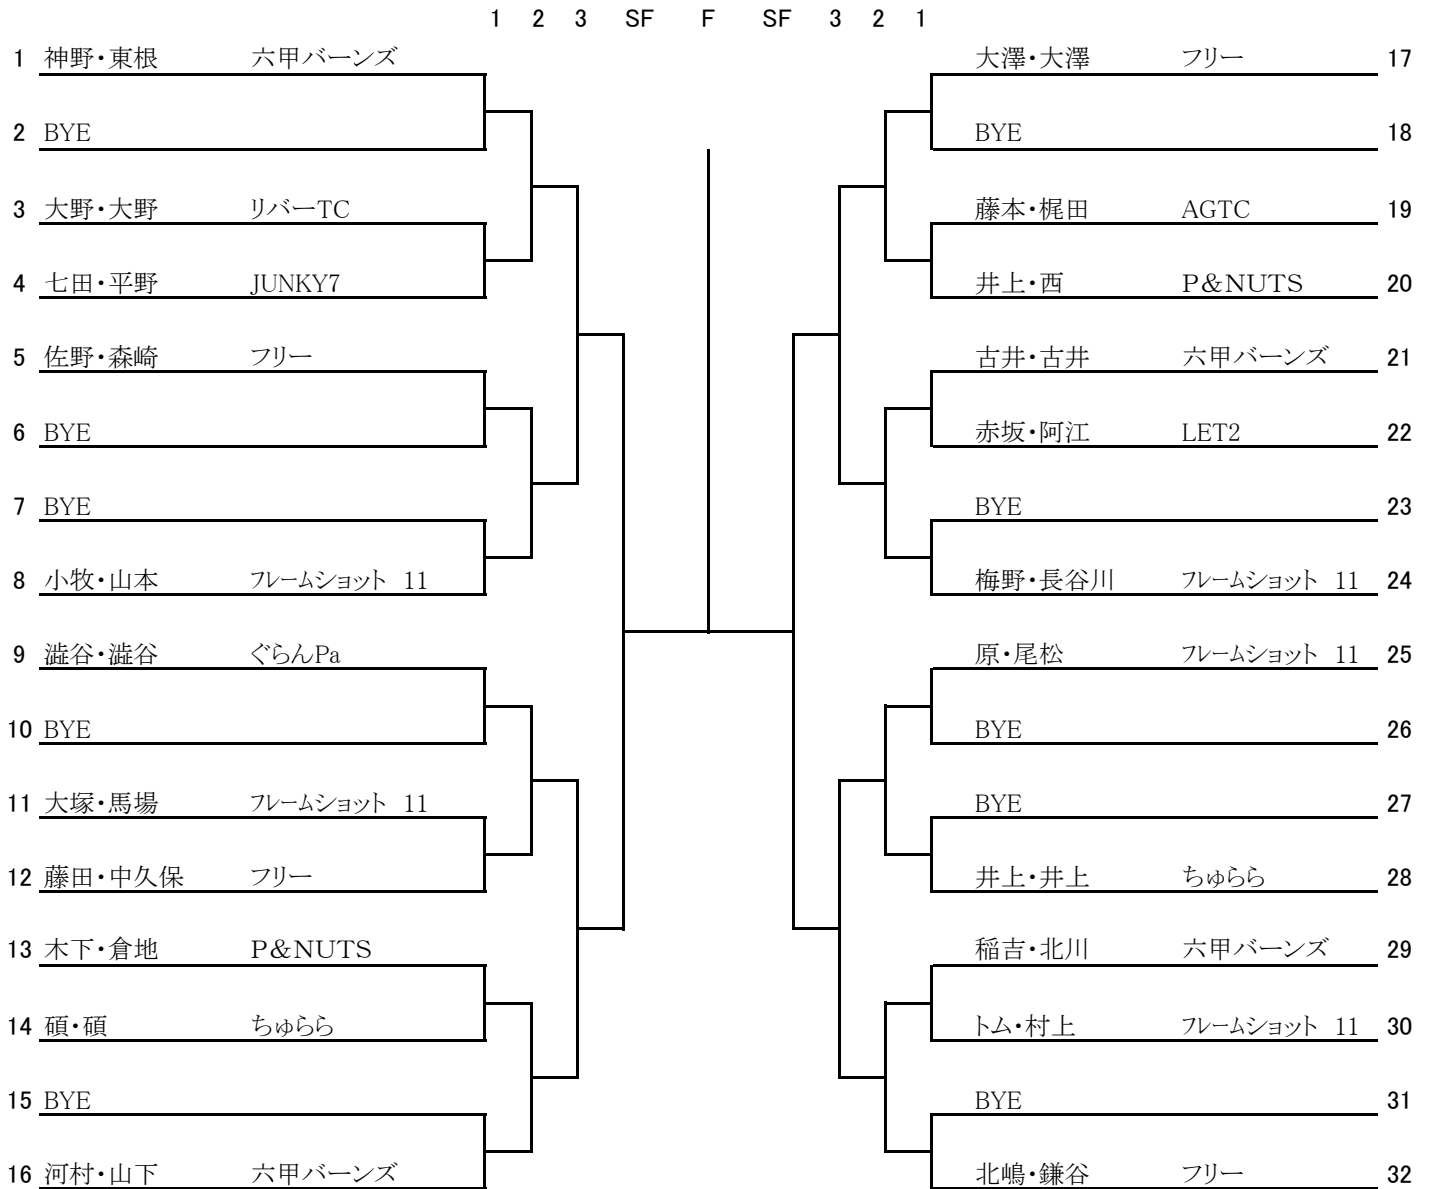 1 2 3 SF F SF 3 2 1
1 神野・東根 六甲バーンズ
2 BYE
3 大野・大野 リバーTC
4 七田・平野 JUNKY7
5 佐野・森崎 フリー
6 BYE
7 BYE
8 小牧・山本 フレームショット 11
9 澁谷・澁谷 ぐらんPa
10 BYE
11 大塚・馬場 フレームショット 11
12 藤田・中久保 フリー
13 木下・倉地 P&NUTS
14 碩・碩 ちゅらら
15 BYE
16 河村・山下 六甲バーンズ
大澤・大澤 フリー 17
BYE 18
藤本・梶田 AGTC 19
井上・西 P&NUTS 20
古井・古井 六甲バーンズ 21
赤坂・阿江 LET2 22
BYE 23
梅野・長谷川 フレームショット 11 24
原・尾松 フレームショット 11 25
BYE 26
BYE 27
井上・井上 ちゅらら 28
稲吉・北川 六甲バーンズ 29
トム・村上 フレームショット 11 30
BYE 31
北嶋・鎌谷 フリー 32